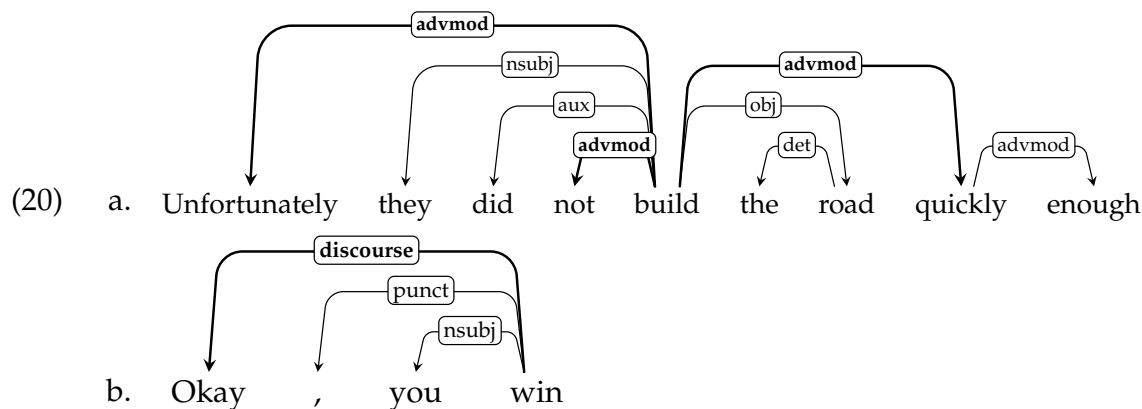 advmod
nsubj advmod
aux obj
advmod det advmod
(20) a. Unfortunately they did not build the road quickly enough
discourse
punct
nsubj
b. Okay , you win